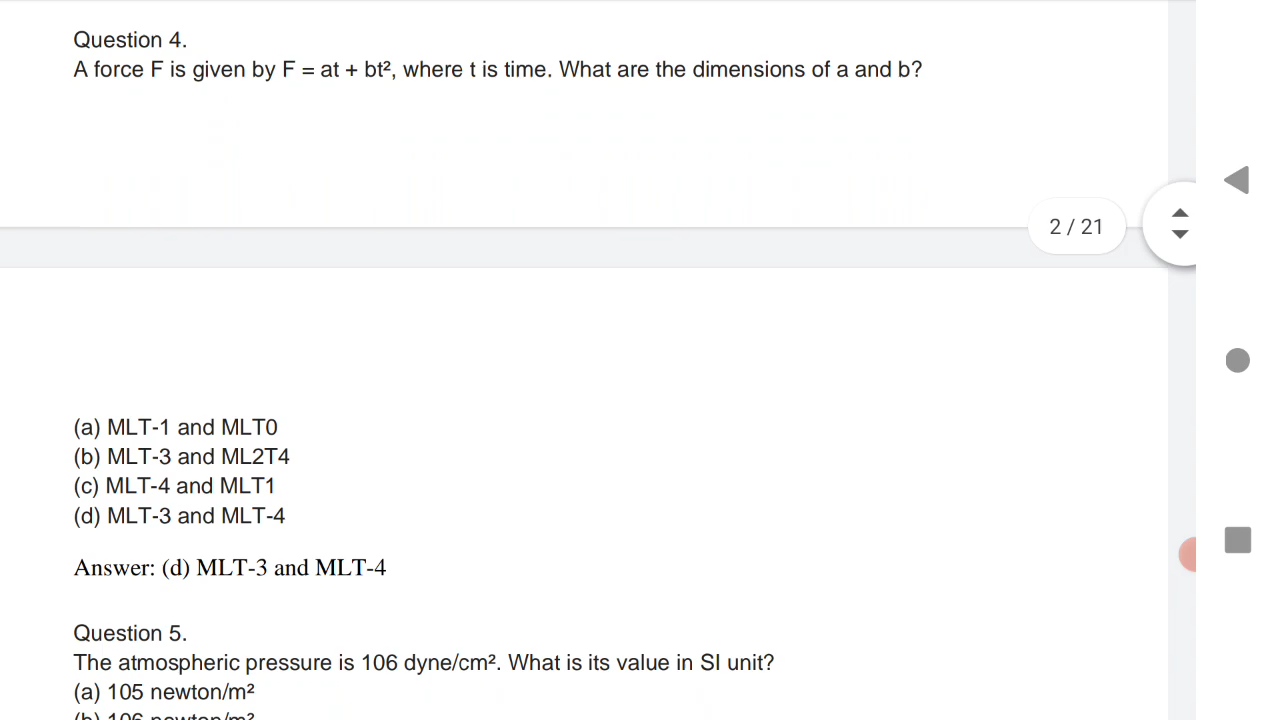 Question 4.
A force F is given by F = at + bt², where t is time. What are the dimensions of a and b?
2 / 21
(a) MLT-1 and MLT0
(b) MLT-3 and ML2T4
(c) MLT-4 and MLT1
(d) MLT-3 and MLT-4
Answer: (d) MLT-3 and MLT-4
Question 5.
The atmospheric pressure is 106 dyne/cm². What is its value in SI unit?
(a) 105 newton/m²
(b) 106 newton/m²